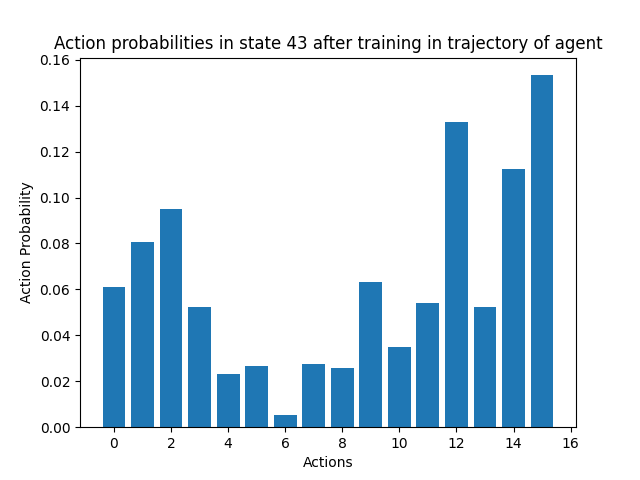 Action probabilities in state 43 after training in trajectory of agent
0.16
0.14
0.12
0.10
0.08
0.06
0.04
0.02
0.00
Action Probability
0 2 4 6 8 10 12 14 16
Actions